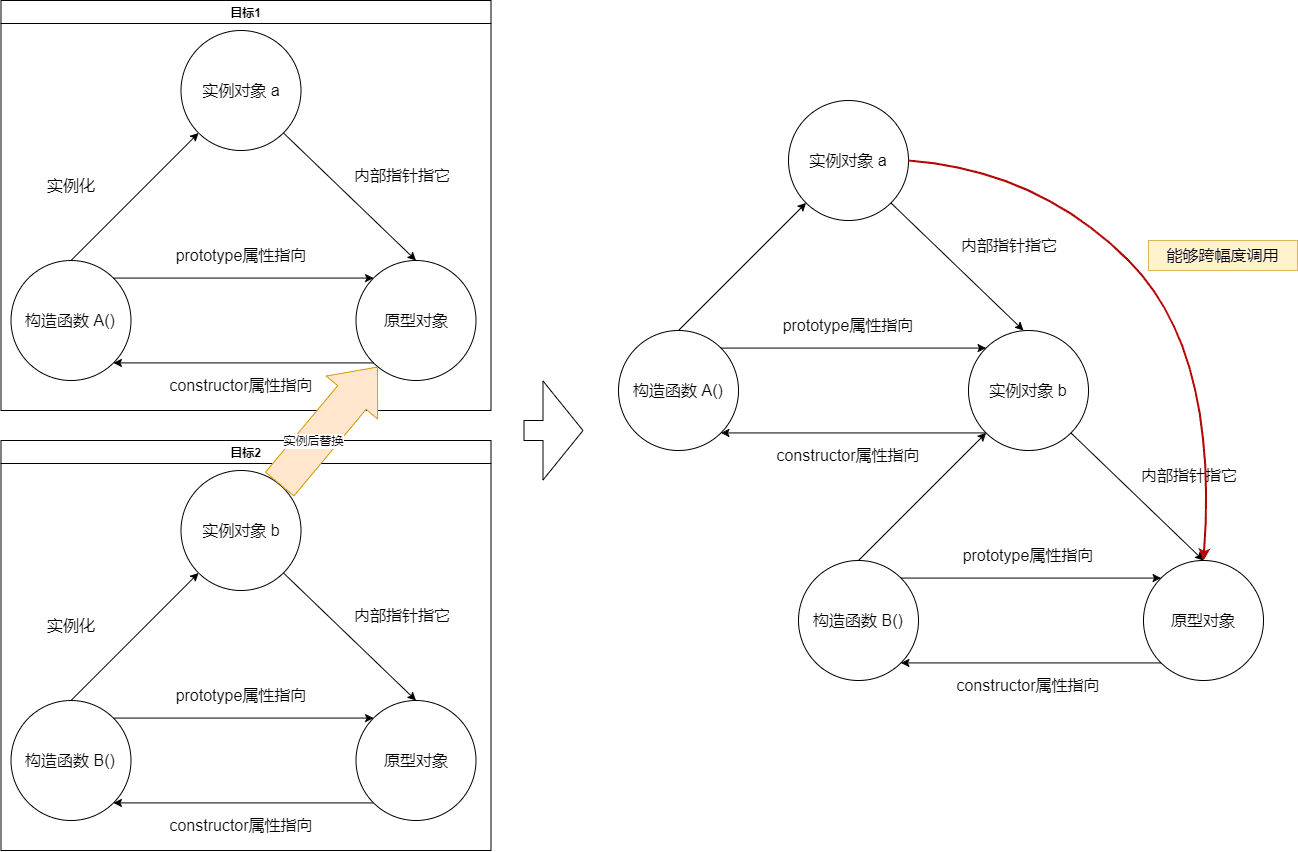 目标1
实例对象 a
实例化
内部指针指它
prototype属性指向
构造函数 A()
原型对象
constructor属性指向
实例后替换
目标2
实例对象 b
实例化
内部指针指它
prototype属性指向
构造函数 B()
原型对象
constructor属性指向
实例对象 a
内部指针指它
能够跨幅度调用
prototype属性指向
构造函数 A()
实例对象 b
constructor属性指向
内部指针指它
prototype属性指向
构造函数 B()
原型对象
constructor属性指向